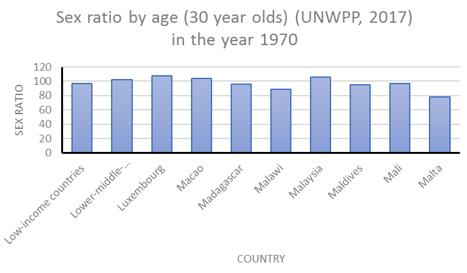 Sex ratio by age (30 year olds) (UNWPP, 2017)
in the year 1970
120
100
80
60
40
20
0
SEX RATIO
Low-income countries
Lower-middle-...
Luxembourg
Macao
Madagascar
Malawi
Malaysia
Maldives
Mali
Malta
COUNTRY